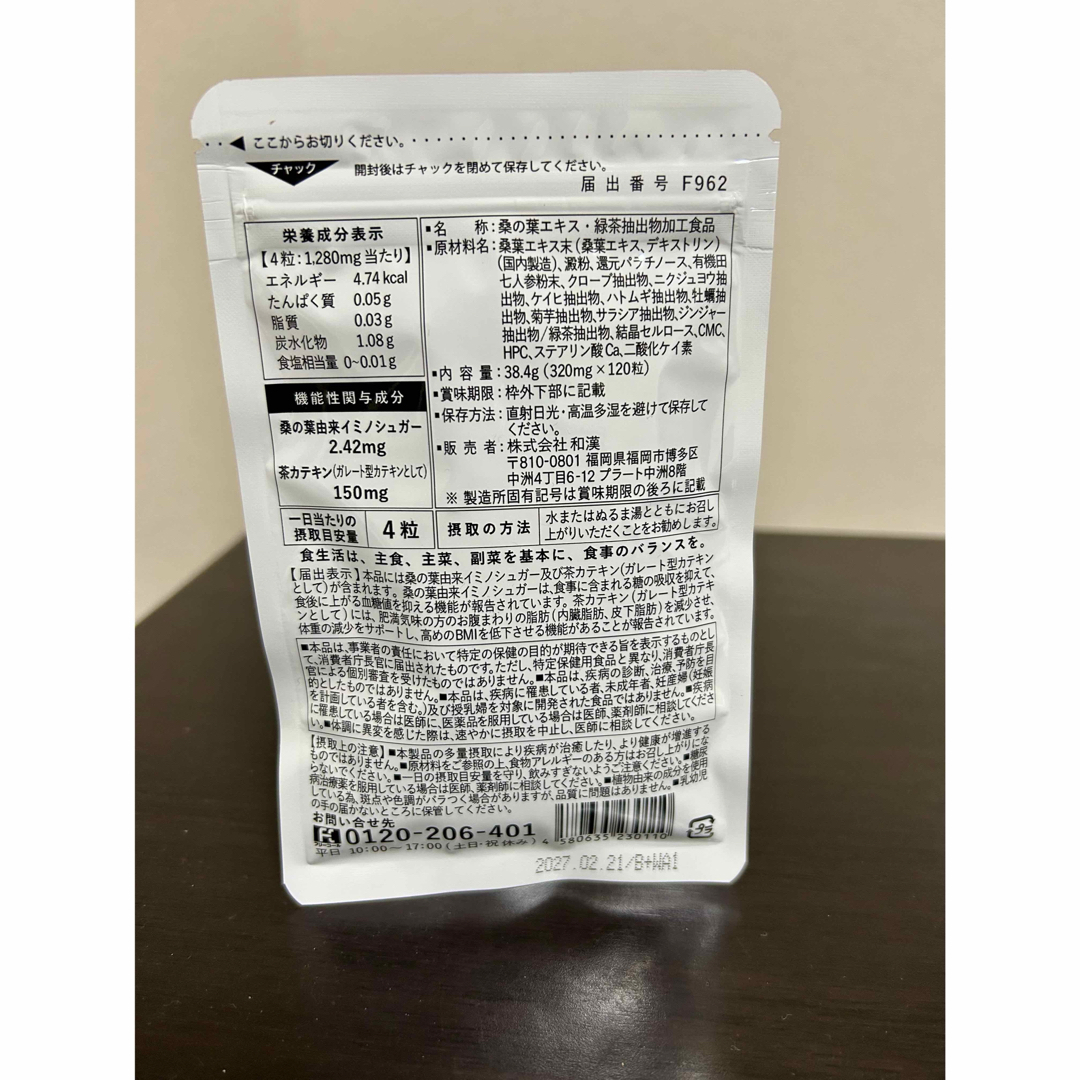 ここからお切りください。
チャック
開封後はチャックを閉めて保存してください。
届出番号 F962
栄養成分表示
【4粒:1,280mg当たり】
エネルギー 4.74kcal
たんぱく質 0.05g
脂質 0.03g
炭水化物 1.08g
食塩相当量 0~0.01g
機能性関与成分
桑の葉由来イミノシュガー
2.42mg
茶カテキン(ガレート型カテキンとして)
150mg
■名 称:桑の葉エキス・緑茶抽出物加工食品
■原材料名:桑葉エキス末(桑葉エキス、デキストリン)
(国内製造)、澱粉、還元パラチノース、有機田
七人参粉末、クローブ抽出物、ニクジュヨウ抽
出物、ケイヒ抽出物、ハトムギ抽出物、牡蠣抽
出物、菊芋抽出物、サラシア抽出物、ジンジャー
抽出物/緑茶抽出物、結晶セルロース、CMC、
HPC、ステアリン酸Ca、二酸化ケイ素
■内容量:38.4g(320mg×120粒)
■賞味期限:枠外下部に記載
■保存方法:直射日光・高温多湿を避けて保存して
ください。
■販売者:株式会社 和漢
〒810-0801 福岡県福岡市博多区
中洲4丁目6-12 プラート中洲8階
※ 製造所固有記号は賞味期限の後ろに記載
一日当たりの
摂取目安量
4粒
摂取の方法
水またはぬるま湯とともにお召し
上がりいただくことをお勧めします。
食生活は、主食、主菜、副菜を基本に、食事のバランスを。
【届出表示】本品には桑の葉由来イミノシュガー及び茶カテキン(ガレート型カテキン
として)が含まれます。桑の葉由来イミノシュガーは、食事に含まれる糖の吸収を抑えて、
食後に上がる血糖値を抑える機能が報告されています。茶カテキン(ガレート型カテキ
ンとして)には、肥満気味の方のお腹まわりの脂肪(内臓脂肪、皮下脂肪)を減少させ、
体重の減少をサポートし、高めのBMIを低下させる機能があることが報告されています。
■本品は、事業者の責任において特定の保健の目的が期待できる旨を表示するものとし
て、消費者庁長官に届出されたものです。ただし、特定保健用食品と異なり、消費者庁長
官による個別審査を受けたものではありません。■本品は、疾病の診断、治療、予防を目
的としたものではありません。■本品は、疾病に罹患している者、未成年者、妊産婦(妊娠
を計画している者を含む。)及び授乳婦を対象に開発された食品ではありません。■疾病
に罹患している場合は医師に、医薬品を服用している場合は医師、薬剤師に相談してくださ
い。■体調に異変を感じた際は、速やかに摂取を中止し、医師に相談してください。
【摂取上の注意】■本製品の多量摂取により疾病が治癒したり、より健康が増進する
ものではありません。■原材料をご参照の上、食物アレルギーのある方はお召し上がりにな
らないでください。■一日の摂取目安量を守り、飲みすぎないようご注意ください。■糖尿
病治療薬を服用している場合は医師、薬剤師に相談してください。■植物由来の成分を使用
している為、斑点や色調がバラつく場合がありますが、品質に問題はありません。■乳幼児
の手の届かないところに保管してください。
お問い合せ先
0120-206-401
平日 10:00~17:00(土日・祝休み)
4 580635 230110
プラ
2027.02.21/B+WA1